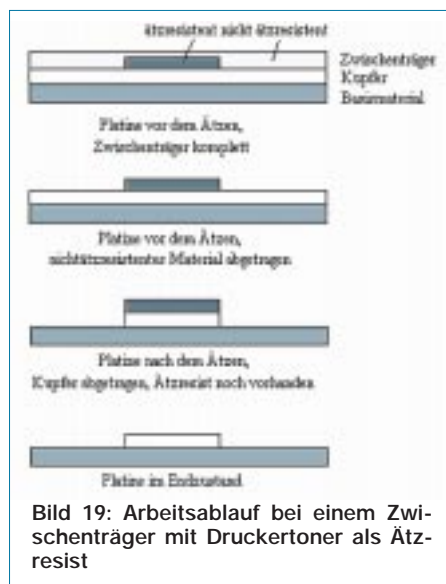 ätzresistent nicht ätzresistent
Zwischenträger
Kupfer
Basismaterial
Platine vor dem Ätzen,
Zwischenträger komplett
Platine vor dem Ätzen,
nichtätzresistenter Material abgetragen
Platine nach dem Ätzen,
Kupfer abgetragen, Ätzresist noch vorhanden
Platine im Endzustand
Bild 19: Arbeitsablauf bei einem Zwi-
schenträger mit Druckertoner als Ätz-
resist